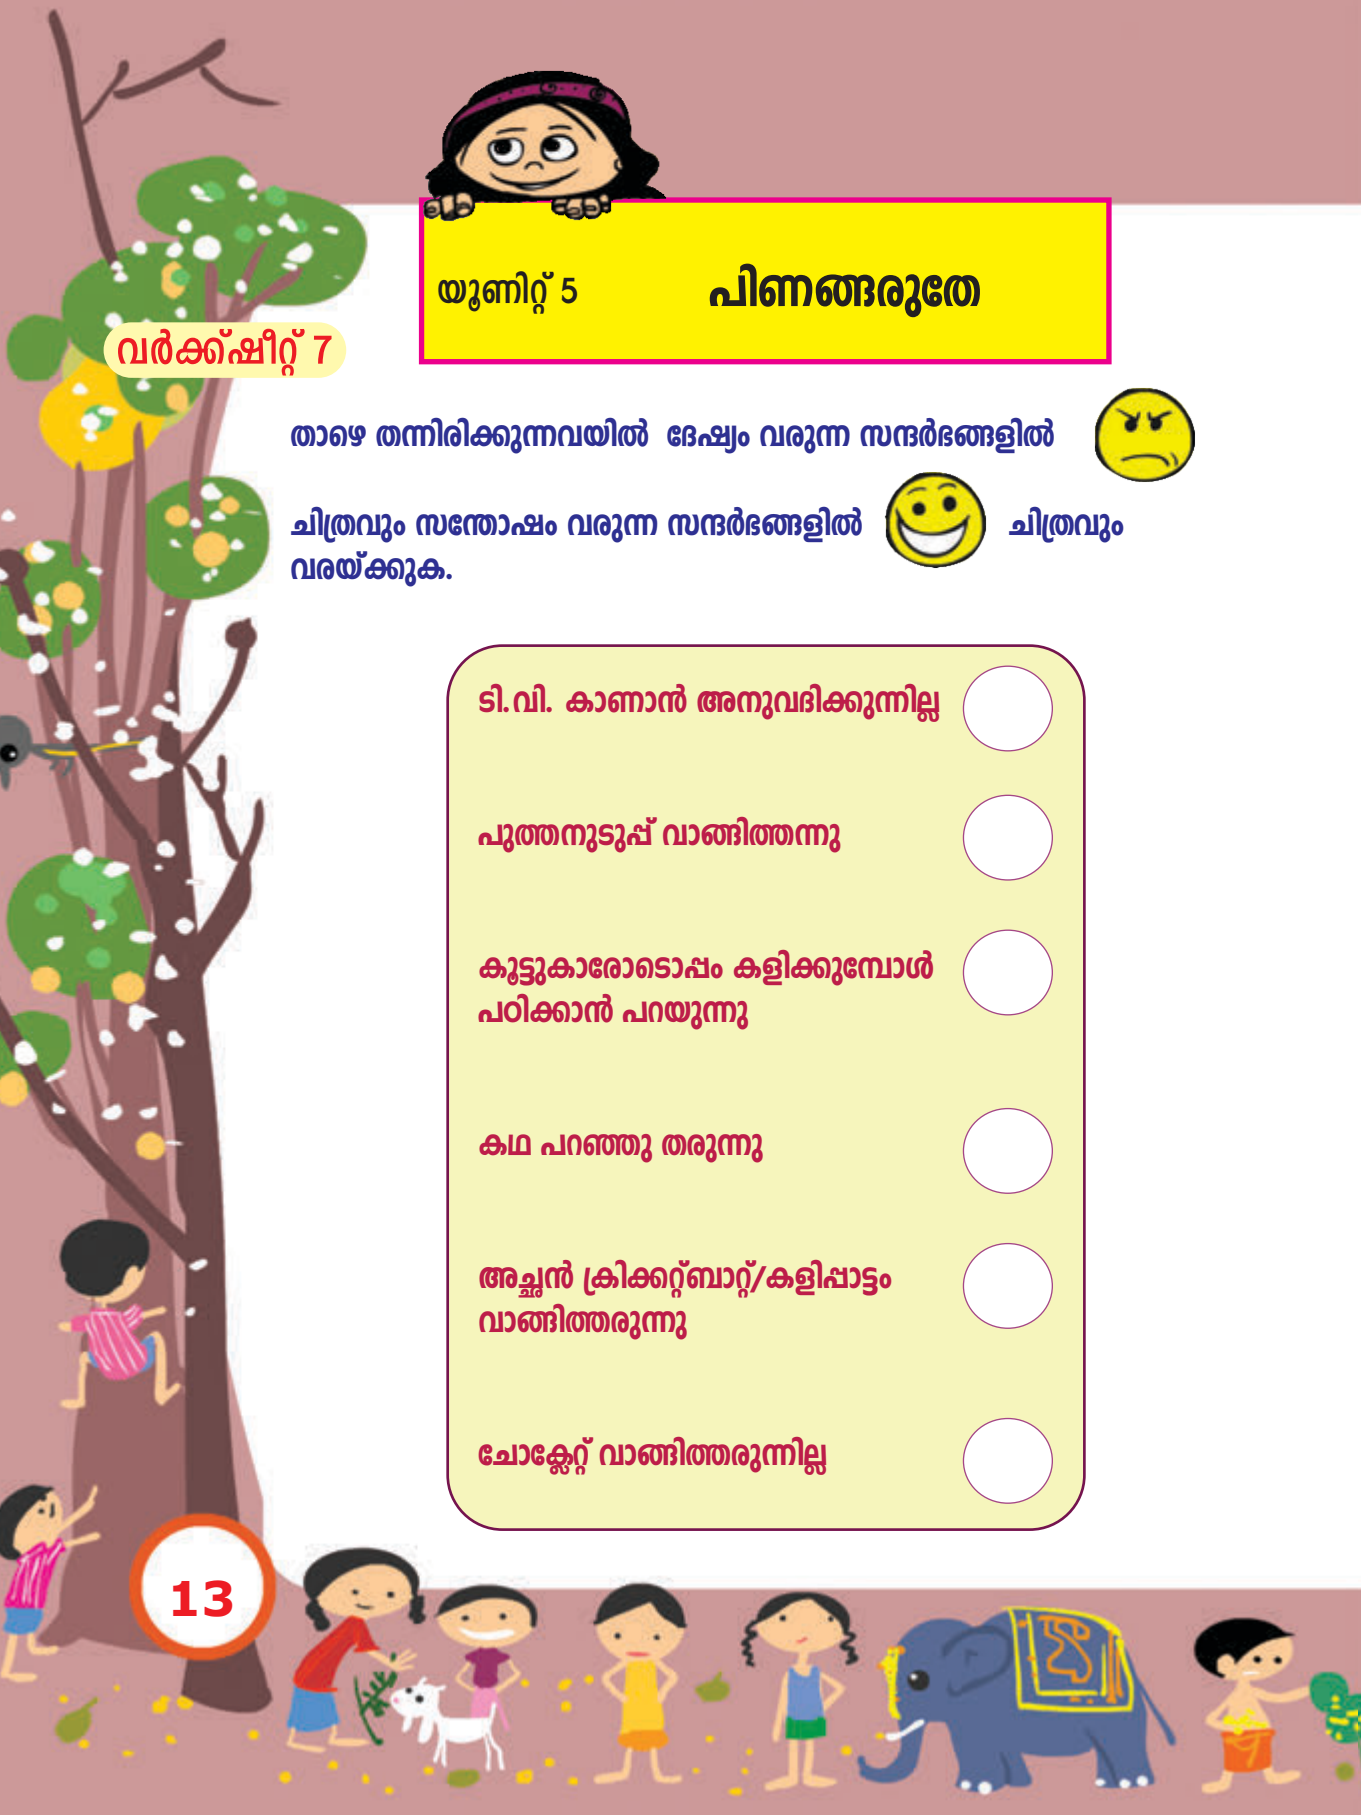 യൂണിറ്റ് 5 പിണങ്ങരുതേ
വർക്ക്ഷീറ്റ് 7
താഴെ തന്നിരിക്കുന്നവയിൽ ദേഷ്യം വരുന്ന സന്ദർഭങ്ങളിൽ
ചിത്രവും സന്തോഷം വരുന്ന സന്ദർഭങ്ങളിൽ ചിത്രവും
വരയ്ക്കുക.
ടി.വി. കാണാൻ അനുവദിക്കുന്നില്ല
പുത്തനുടുപ്പ് വാങ്ങിത്തന്നു
കൂട്ടുകാരോടൊപ്പം കളിക്കുമ്പോൾ
പഠിക്കാൻ പറയുന്നു
കഥ പറഞ്ഞു തരുന്നു
അച്ഛൻ ക്രിക്കറ്റ്ബാറ്റ്/കളിപ്പാട്ടം
വാങ്ങിത്തരുന്നു
ചോക്ലേറ്റ് വാങ്ങിത്തരുന്നില്ല
13